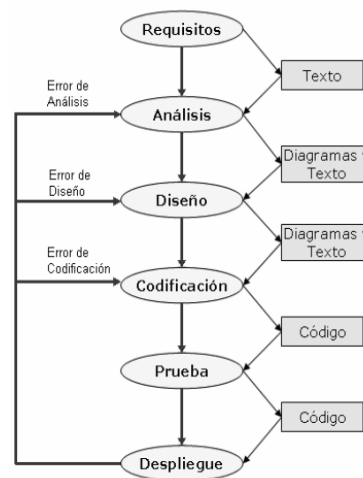 Requisitos
Texto
Error de
Análisis
Análisis
Diagramas y
Texto
Error de
Diseño
Diseño
Diagramas y
Texto
Error de
Codificación
Codificación
Código
Prueba
Código
Despliegue